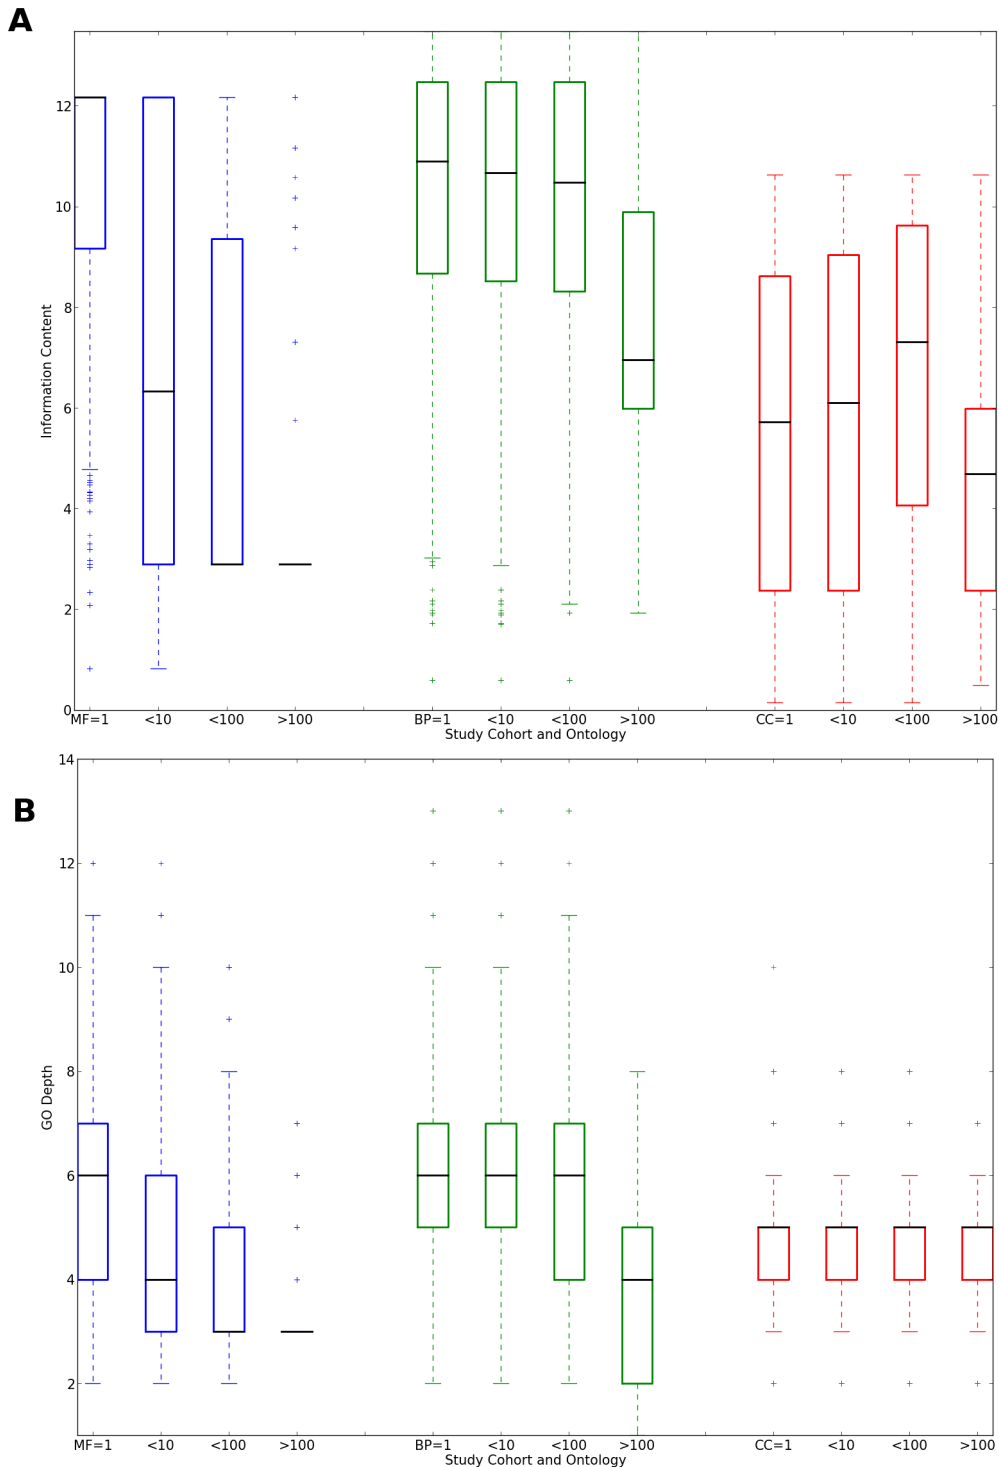 A
12
10
8
6
4
2
0
Information Content
MF=1 <10 <100 >100 BP=1 <10 <100 >100 CC=1 <10 <100 >100
Study Cohort and Ontology
B
14
12
10
8
6
4
2
GO Depth
MF=1 <10 <100 >100 BP=1 <10 <100 >100 CC=1 <10 <100 >100
Study Cohort and Ontology